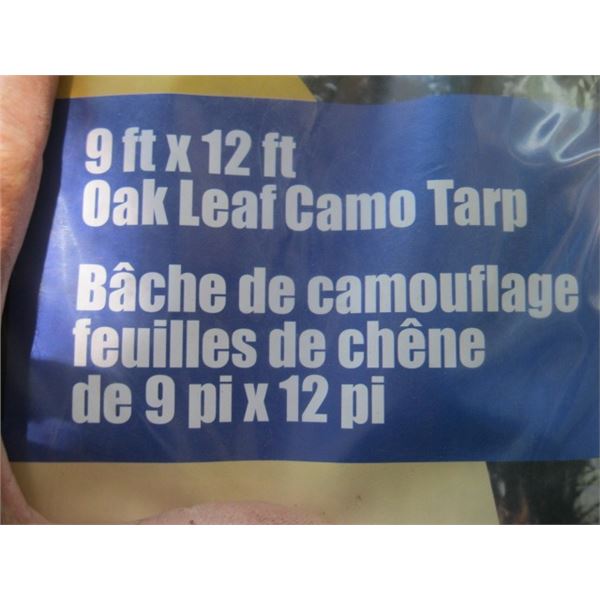 9 ft x 12 ft
Oak Leaf Camo Tarp
Bâche de camouflage
feuilles de chêne
de 9 pi x 12 pi